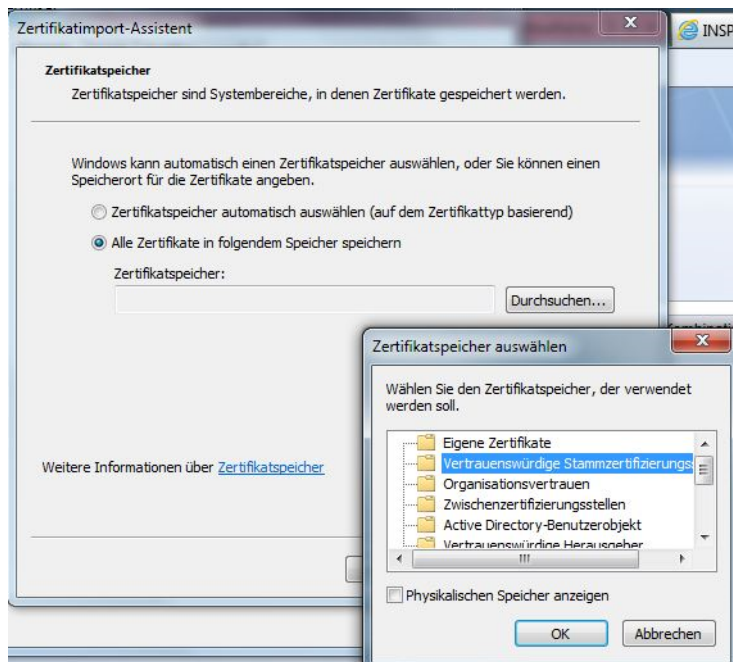 Zertifikatimport-Assistent
INSP
Zertifikatspeicher
Zertifikatspeicher sind Systembereiche, in denen Zertifikate gespeichert werden.
Windows kann automatisch einen Zertifikatspeicher auswählen, oder Sie können einen
Speicherort für die Zertifikate angeben.
Zertifikatspeicher automatisch auswählen (auf dem Zertifikattyp basierend)
Alle Zertifikate in folgendem Speicher speichern
Zertifikatspeicher:
Durchsuchen...
Weitere Informationen über Zertifikatspeicher
Zertifikatspeicher auswählen
Wählen Sie den Zertifikatspeicher, der verwendet
werden soll.
Eigene Zertifikate
Vertrauenswürdige Stammzertifizierungs
Organisationsvertrauen
Zwischenzertifizierungsstellen
Active Directory-Benutzerobjekt
Vertrauenswürdige Herausgeber
Physikalischen Speicher anzeigen
OK
Abbrechen